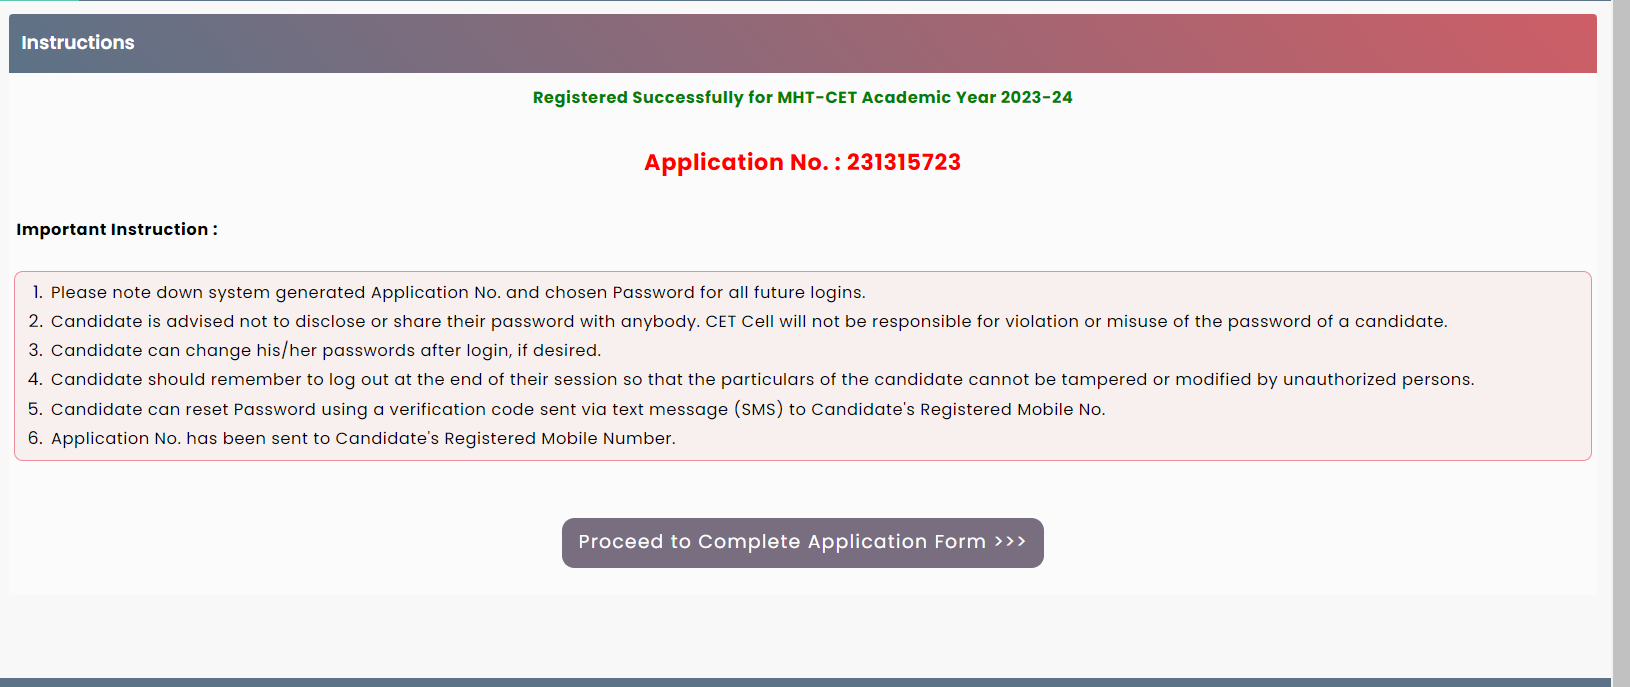 Instructions
Registered Successfully for MHT-CET Academic Year 2023-24
Application No. : 231315723
Important Instruction :
1. Please note down system generated Application No. and chosen Password for all future logins.
2. Candidate is advised not to disclose or share their password with anybody. CET Cell will not be responsible for violation or misuse of the password of a candidate.
3. Candidate can change his/her passwords after login, if desired.
4. Candidate should remember to log out at the end of their session so that the particulars of the candidate cannot be tampered or modified by unauthorized persons.
5. Candidate can reset Password using a verification code sent via text message (SMS) to Candidate's Registered Mobile No.
6. Application No. has been sent to Candidate's Registered Mobile Number.
Proceed to Complete Application Form >>>